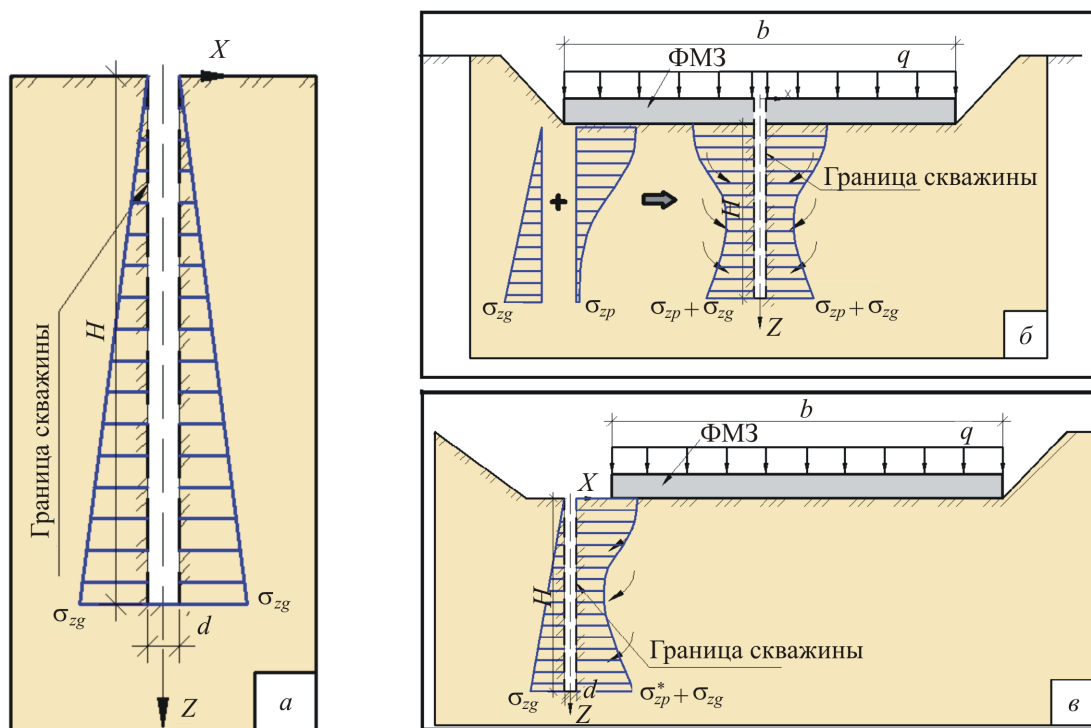 X
H
Граница скважины
σzg
σzg
d
Z
а
b
ФМЗ
q
x
Граница скважины
H
σzg
σzp
σzp + σzg
σzp + σzg
Z
б
b
ФМЗ
q
X
H
Граница скважины
σzg
d
σ*zp + σzg
Z
в